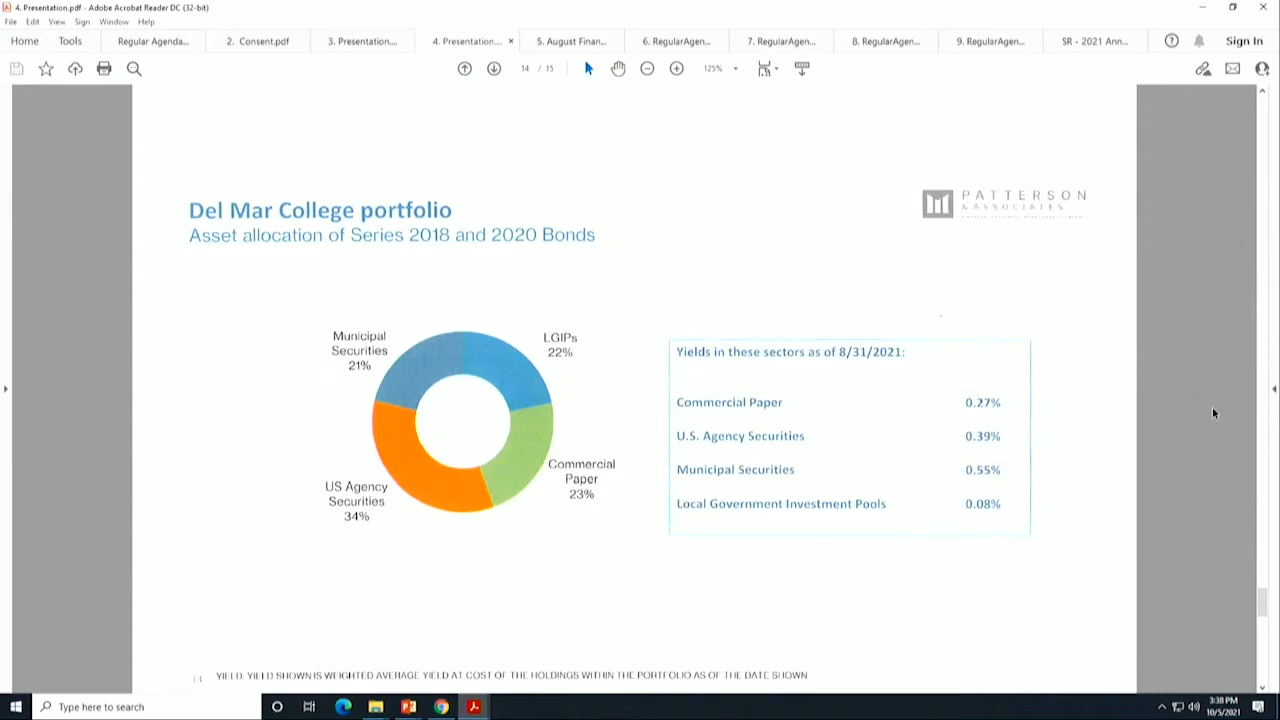 4. Presentation.pdf - Adobe Acrobat Reader DC (32-bit)
File Edit View Sign Window Help
Home Tools Regular Agenda... 2. Consent.pdf 3. Presentation.... 4. Presentation... × 5. August Finan... 6. RegularAgen... 7. RegularAgen... 8. RegularAgen... 9. RegularAgen... SR - 2021 Ann... Sign In
14 / 15 125%
Del Mar College portfolio
Asset allocation of Series 2018 and 2020 Bonds
PATTERSON
& ASSOCIATES
Municipal
Securities
21%
LGIPs
22%
US Agency
Securities
34%
Commercial
Paper
23%
Yields in these sectors as of 8/31/2021:
Commercial Paper 0.27%
U.S. Agency Securities 0.39%
Municipal Securities 0.55%
Local Government Investment Pools 0.08%
14 YIELD. YIELD SHOWN IS WEIGHTED AVERAGE YIELD AT COST OF THE HOLDINGS WITHIN THE PORTFOLIO AS OF THE DATE SHOWN
Type here to search
3:38 PM
10/5/2021